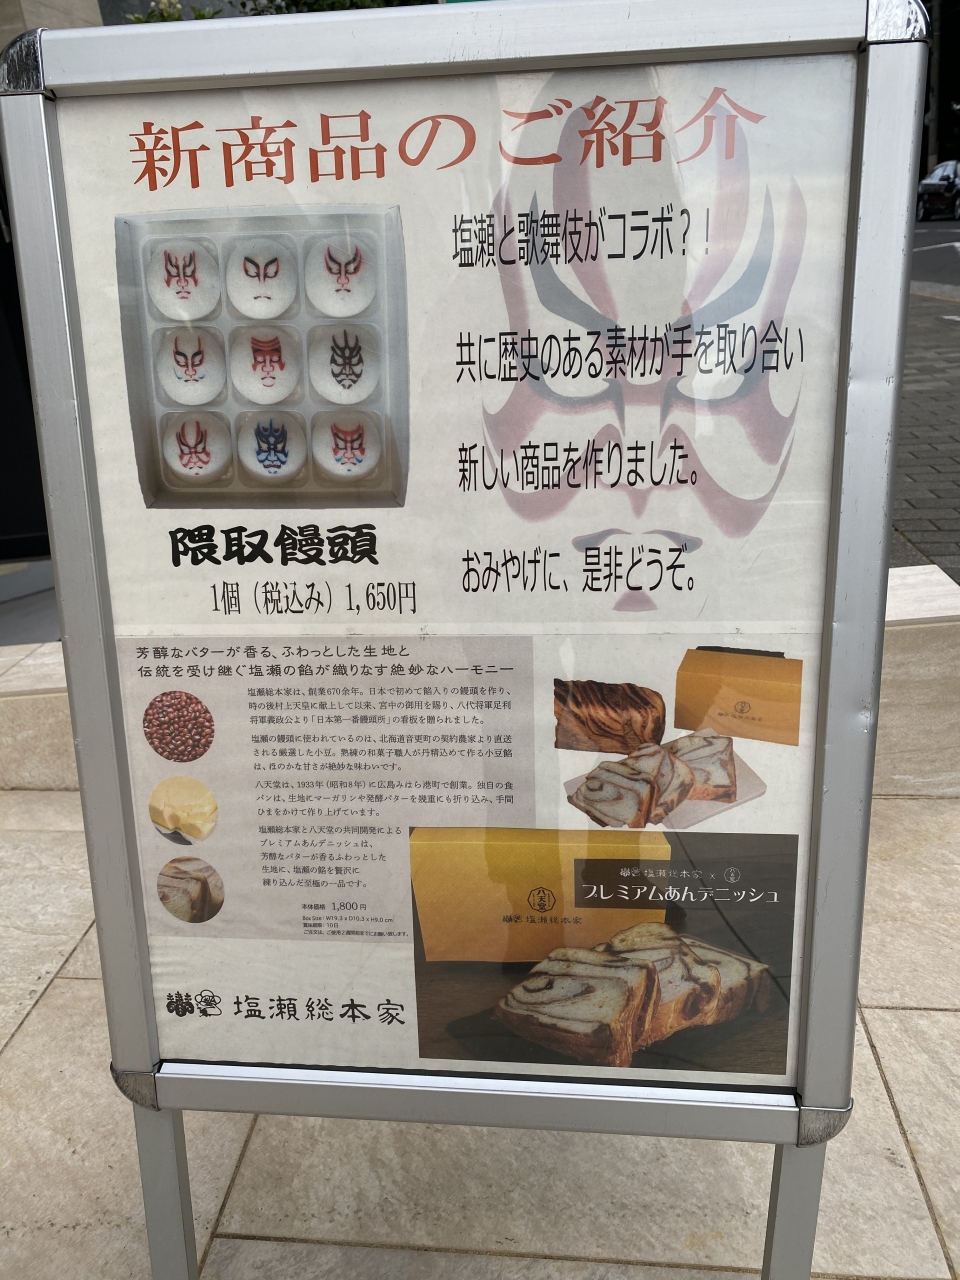 新商品のご紹介
塩瀬と歌舞伎がコラボ？！
共に歴史のある素材が手を取り合い
新しい商品を作りました。
おみやげに、是非どうぞ。
隈取饅頭
1個（税込み）1,650円
芳醇なバターが香る、ふわっとした生地と
伝統を受け継ぐ塩瀬の餡が織りなす絶妙なハーモニー
塩瀬総本家は、創業670余年。日本で初めて餡入りの饅頭を作り、
時の後村上天皇に献上して以来、宮中の御用を賜り、八代将軍足利
将軍義政公より「日本第一番饅頭所」の看板を贈られました。
塩瀬の饅頭に使われているのは、北海道音更町の契約農家より直送
される厳選した小豆。熟練の和菓子職人が丹精込めて作る小豆餡
は、ほのかな甘さが絶妙な味わいです。
八天堂は、1933年（昭和8年）に広島みはら港町で創業。独自の食
パンは、生地にマーガリンや発酵バターを幾重にも折り込み、手間
ひまをかけて作り上げています。
塩瀬総本家と八天堂の共同開発による
プレミアムあんデニッシュは、
芳醇なバターが香るふわっとした
生地に、塩瀬の餡を贅沢に
練り込んだ至極の一品です。
本体価格 1,800円
Box Size : W19.3 x D10.3 x H9.0 cm
賞味期限：10日
塩瀬総本家 × 
プレミアムあんデニッシュ
八天堂
塩瀬総本家
塩瀬総本家